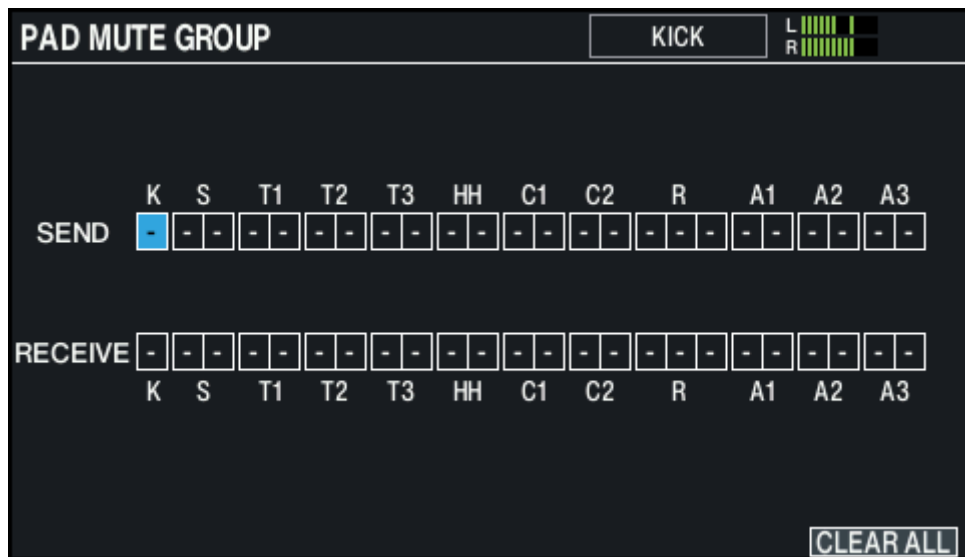 PAD MUTE GROUP KICK L
R
K S T1 T2 T3 HH C1 C2 R A1 A2 A3
SEND - - - - - - - - - - - - - - - - - - - - - - - -
RECEIVE - - - - - - - - - - - - - - - - - - - - - - - -
K S T1 T2 T3 HH C1 C2 R A1 A2 A3
CLEAR ALL